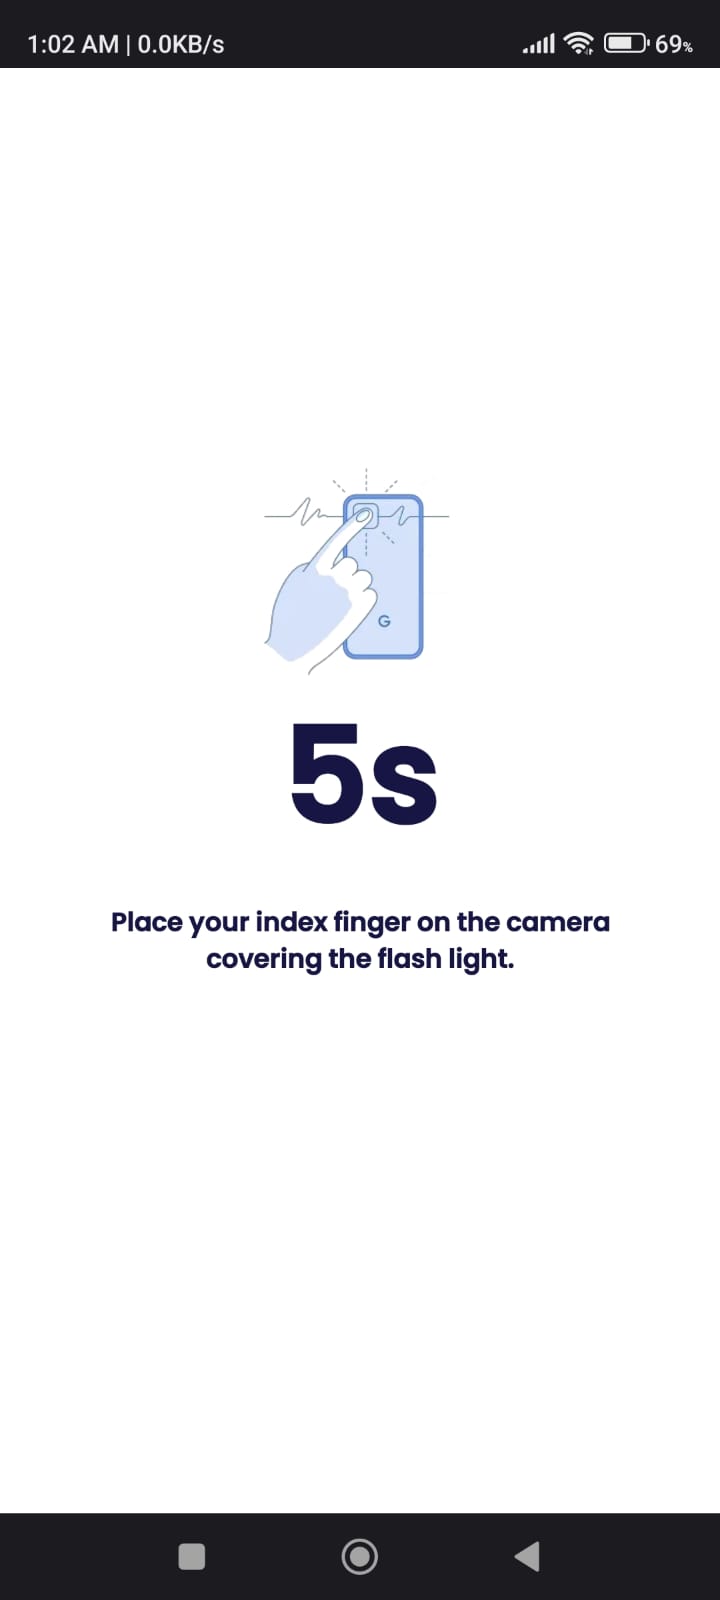 1:02 AM | 0.0KB/s 69%
G
5s
Place your index finger on the camera
covering the flash light.